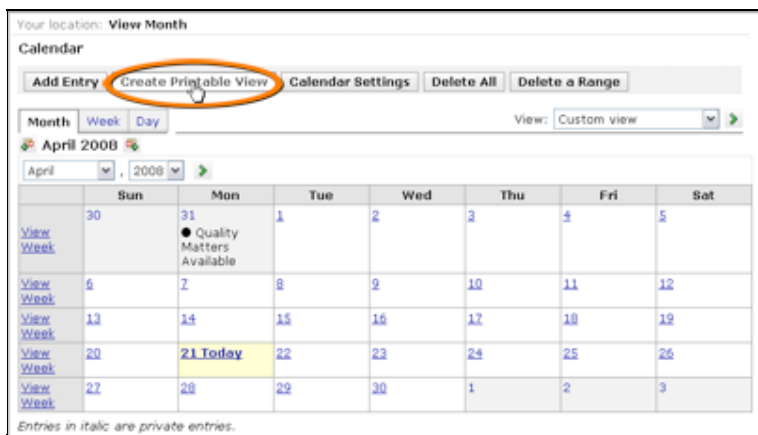 Your location: View Month
Calendar
Add Entry Create Printable View Calendar Settings Delete All Delete a Range
Month Week Day View: Custom view
April 2008
April , 2008
Sun Mon Tue Wed Thu Fri Sat
View Week 30 31 1 2 3 4 5
● Quality Matters Available
View Week 6 7 8 9 10 11 12
View Week 13 14 15 16 17 18 19
View Week 20 21 Today 22 23 24 25 26
View Week 27 28 29 30 1 2 3
Entries in italic are private entries.